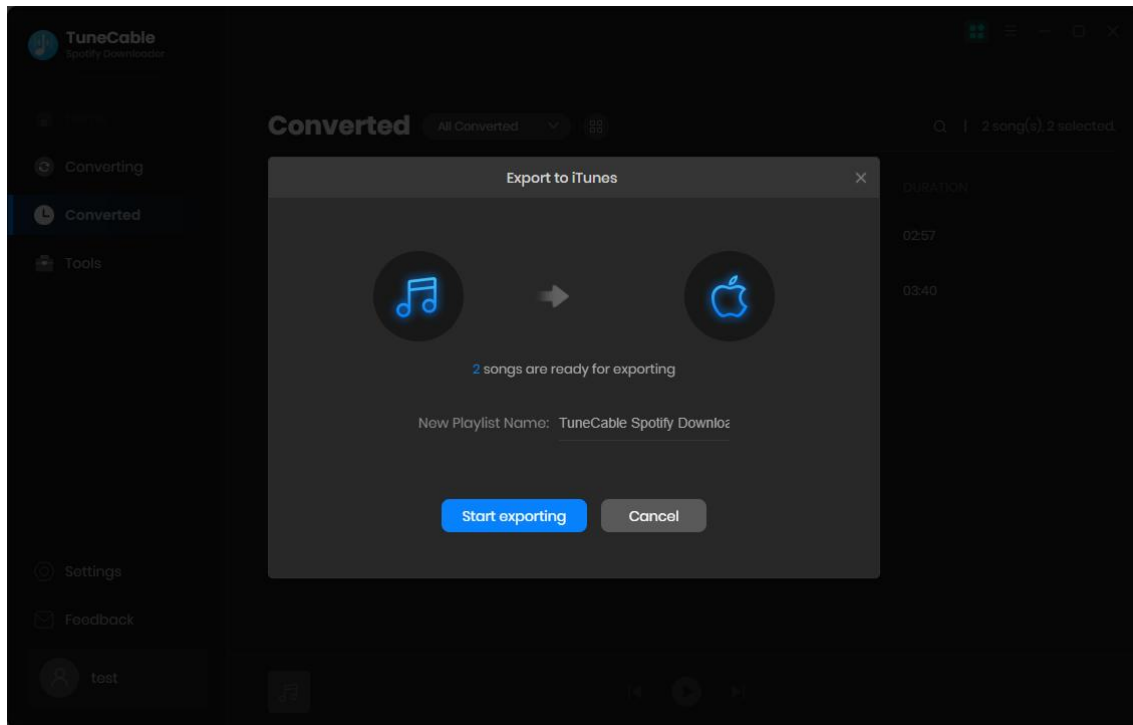 TuneCable
Spotify Downloader
Home
Converting
Converted
Tools
Settings
Feedback
test
Converted
All Converted
2 song(s), 2 selected.
DURATION
02:57
03:40
Export to iTunes
2 songs are ready for exporting
New Playlist Name: TuneCable Spotify Downloa
Start exporting
Cancel